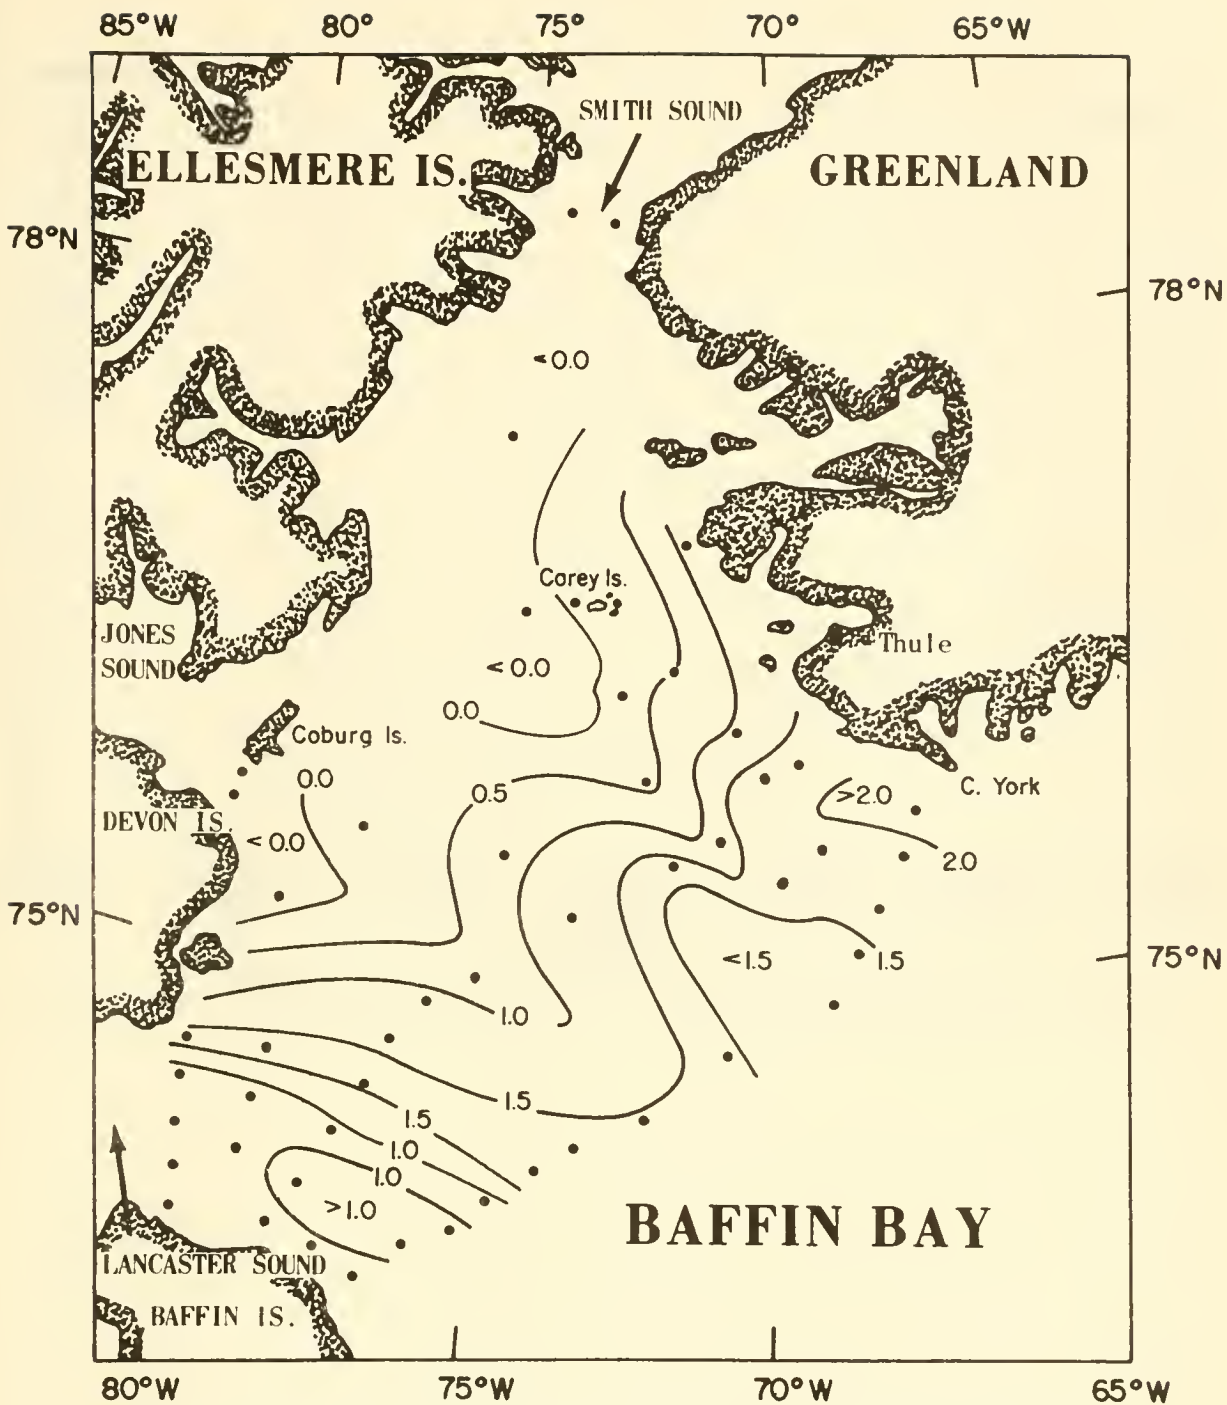 85°W 80° 75° 70° 65°W
SMITH SOUND
ELLESMERE IS.
GREENLAND
78°N
78°N
<0.0
Carey Is.
JONES
SOUND
Thule
<0.0
0.0
Coburg Is.
0.0
0.5
>2.0
C. York
DEVON IS.
<0.0
2.0
75°N
75°N
<1.5
1.5
1.0
1.5
1.5
1.0
1.0
>1.0
BAFFIN BAY
LANCASTER SOUND
BAFFIN IS.
80°W 75°W 70°W 65°W